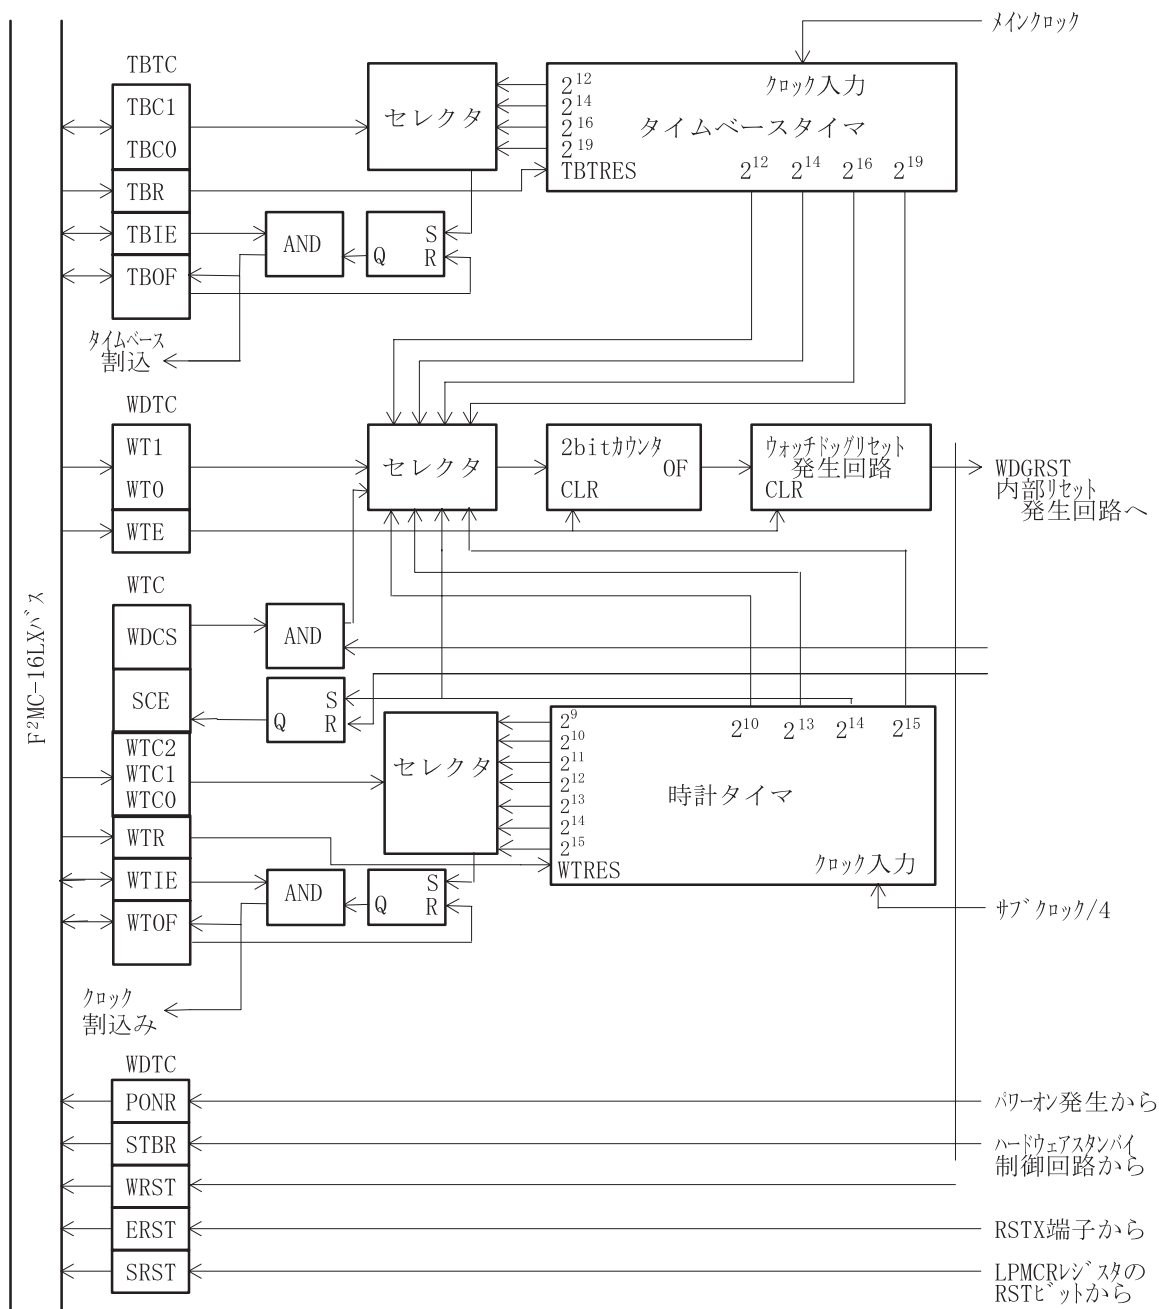 メインクロック
TBTC
TBC1
TBC0
TBR
TBIE
TBOF
セレクタ
2^12
2^14
2^16
2^19
TBTRES
クロック入力
タイムベースタイマ
2^12 2^14 2^16 2^19
AND
S
Q R
タイムベース
割込
WDTC
WT1
WT0
WTE
セレクタ
2bitカウンタ
OF
CLR
ウォッチドッグリセット
発生回路
CLR
WDGRST
内部リセット
発生回路へ
F²MC-16LXバス
WTC
WDCS
SCE
WTC2
WTC1
WTC0
WTR
WTIE
WTOF
AND
S
Q R
セレクタ
2^9
2^10
2^11
2^12
2^13
2^14
2^15
WTRES
2^10 2^13 2^14 2^15
時計タイマ
クロック入力
AND
S
Q R
サブクロック/4
クロック
割込み
WDTC
PONR
STBR
WRST
ERST
SRST
パワーオン発生から
ハードウェアスタンバイ
制御回路から
RSTX端子から
LPMCRレジスタの
RSTビットから